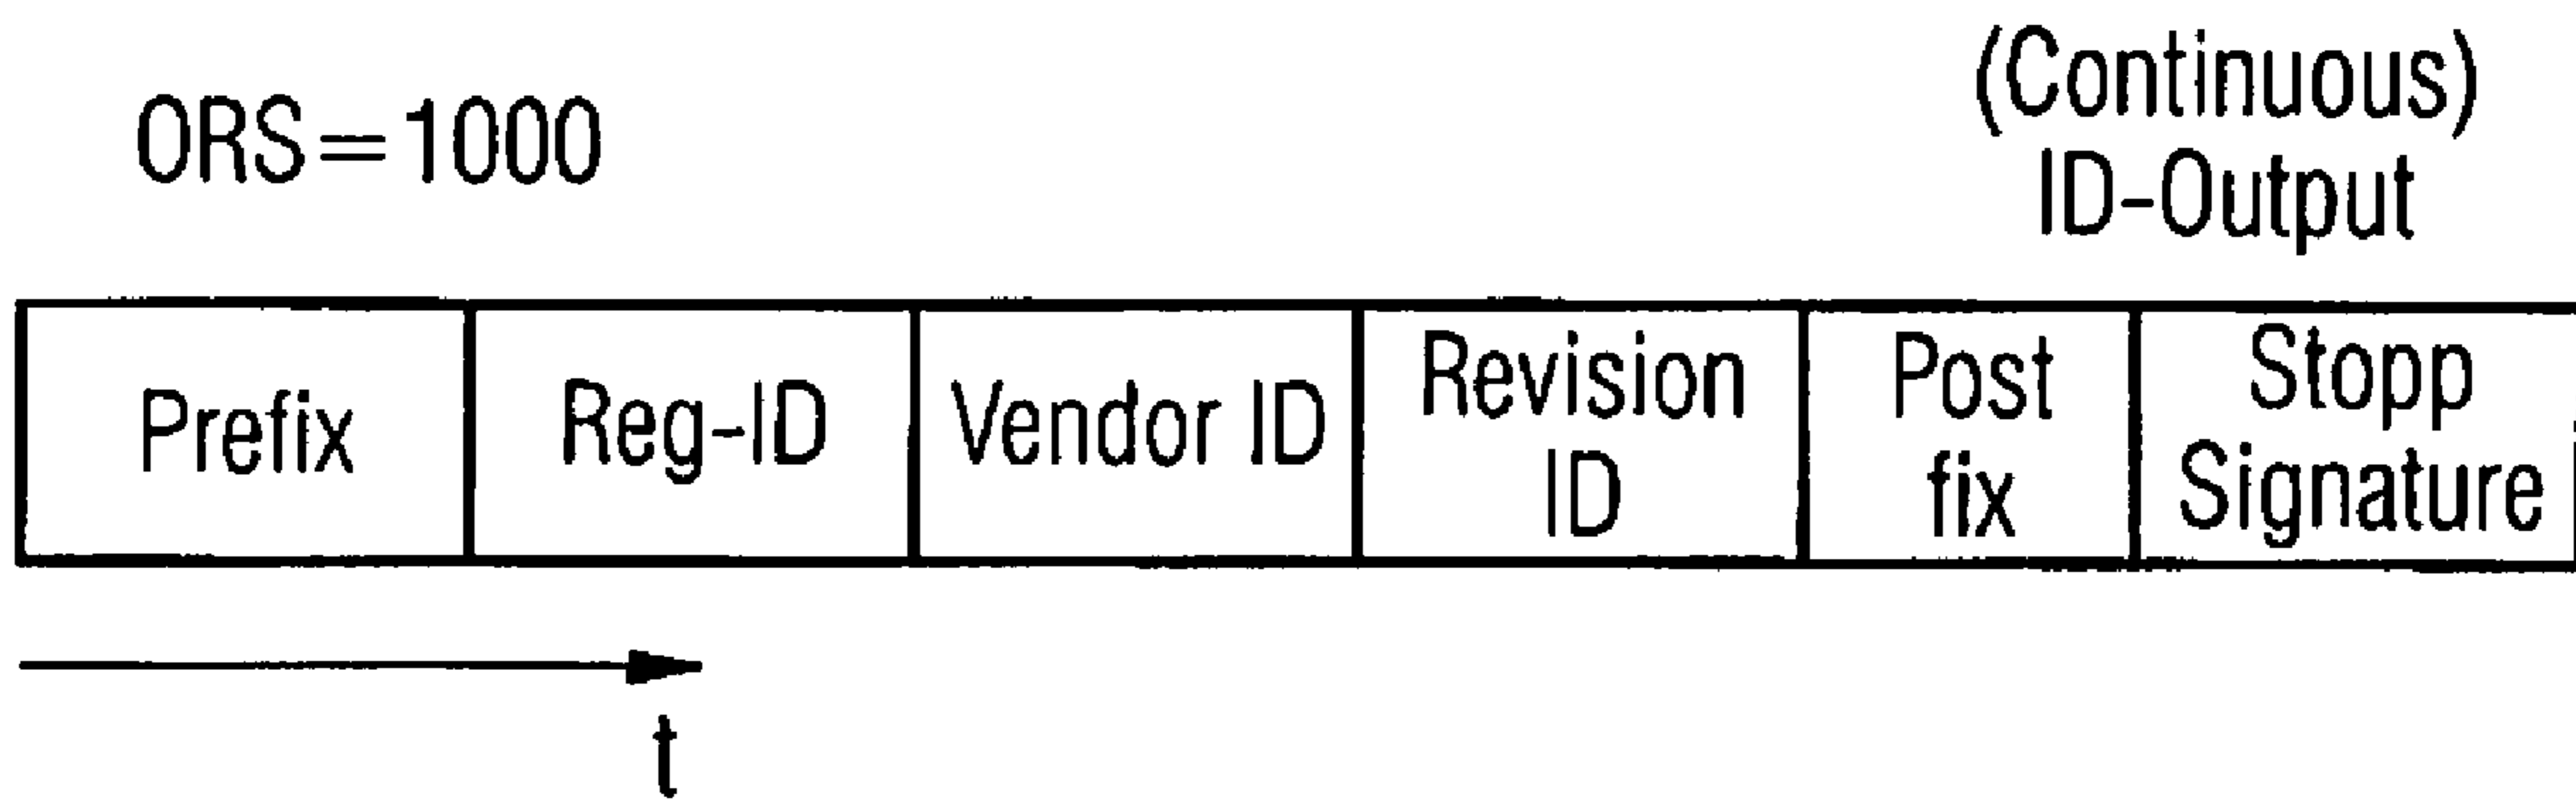 (Continuous)
ORS=1000
ID-Output
Prefix
Reg-ID
Vendor ID
Revision
ID
Post
fix
Stopp
Signature
t